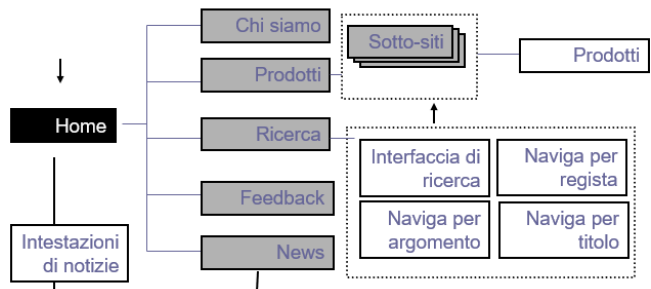 Chi siamo
Sotto-siti
Prodotti
Prodotti
Home
Ricerca
Interfaccia di
ricerca
Naviga per
regista
Feedback
Naviga per
argomento
Naviga per
titolo
Intestazioni
di notizie
News